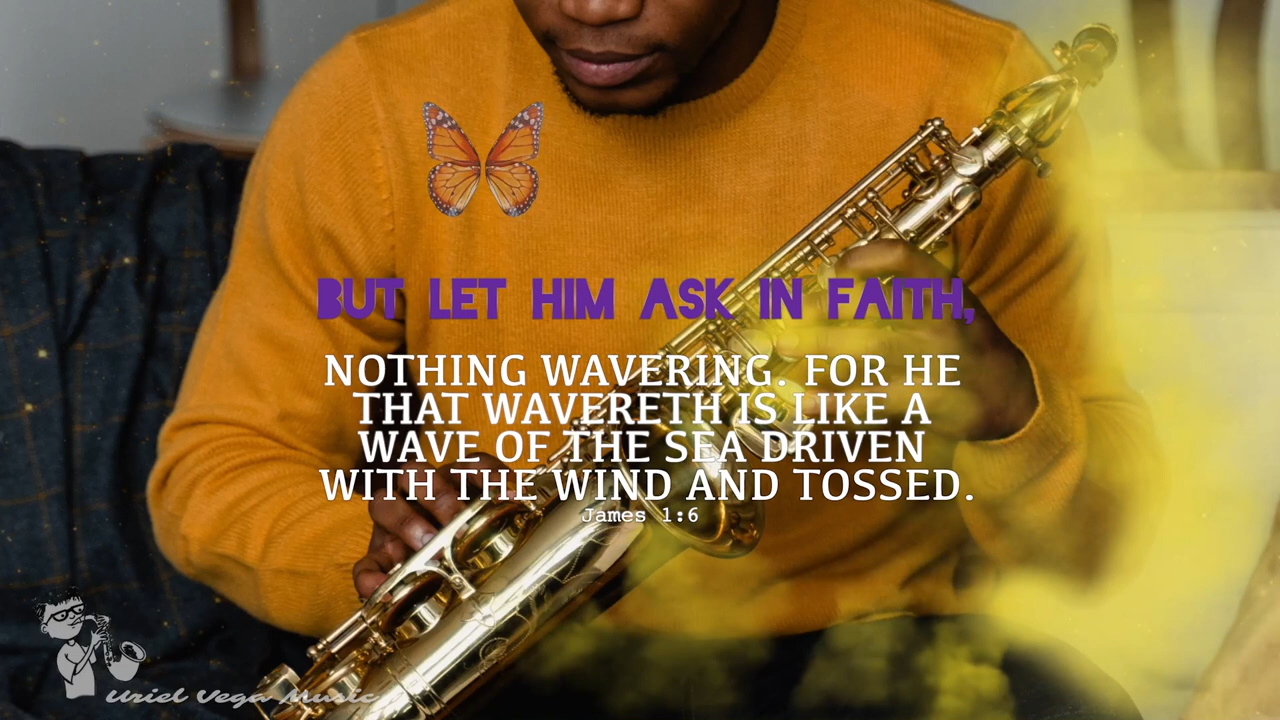 BUT LET HIM ASK IN FAITH,
NOTHING WAVERING. FOR HE
THAT WAVERETH IS LIKE A
WAVE OF THE SEA DRIVEN
WITH THE WIND AND TOSSED.
James 1:6
Uriel Vega Music